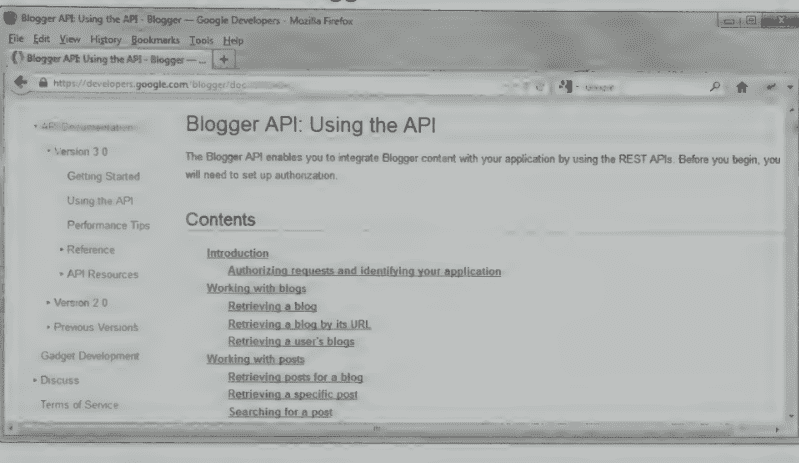 Blogger API: Using the API - Blogger — Google Developers - Mozilla Firefox
File Edit View History Bookmarks Tools Help
Blogger API: Using the API - Blogger — ... +
https://developers.google.com/blogger/doc
API Documentation
Version 3 0
Getting Started
Using the API
Performance Tips
Reference
API Resources
Version 2 0
Previous Versions
Gadget Development
Discuss
Terms of Service
Blogger API: Using the API
The Blogger API enables you to integrate Blogger content with your application by using the REST APIs. Before you begin, you
will need to set up authorization.
Contents
Introduction
Authorizing requests and identifying your application
Working with blogs
Retrieving a blog
Retrieving a blog by its URL
Retrieving a user's blogs
Working with posts
Retrieving posts for a blog
Retrieving a specific post
Searching for a post